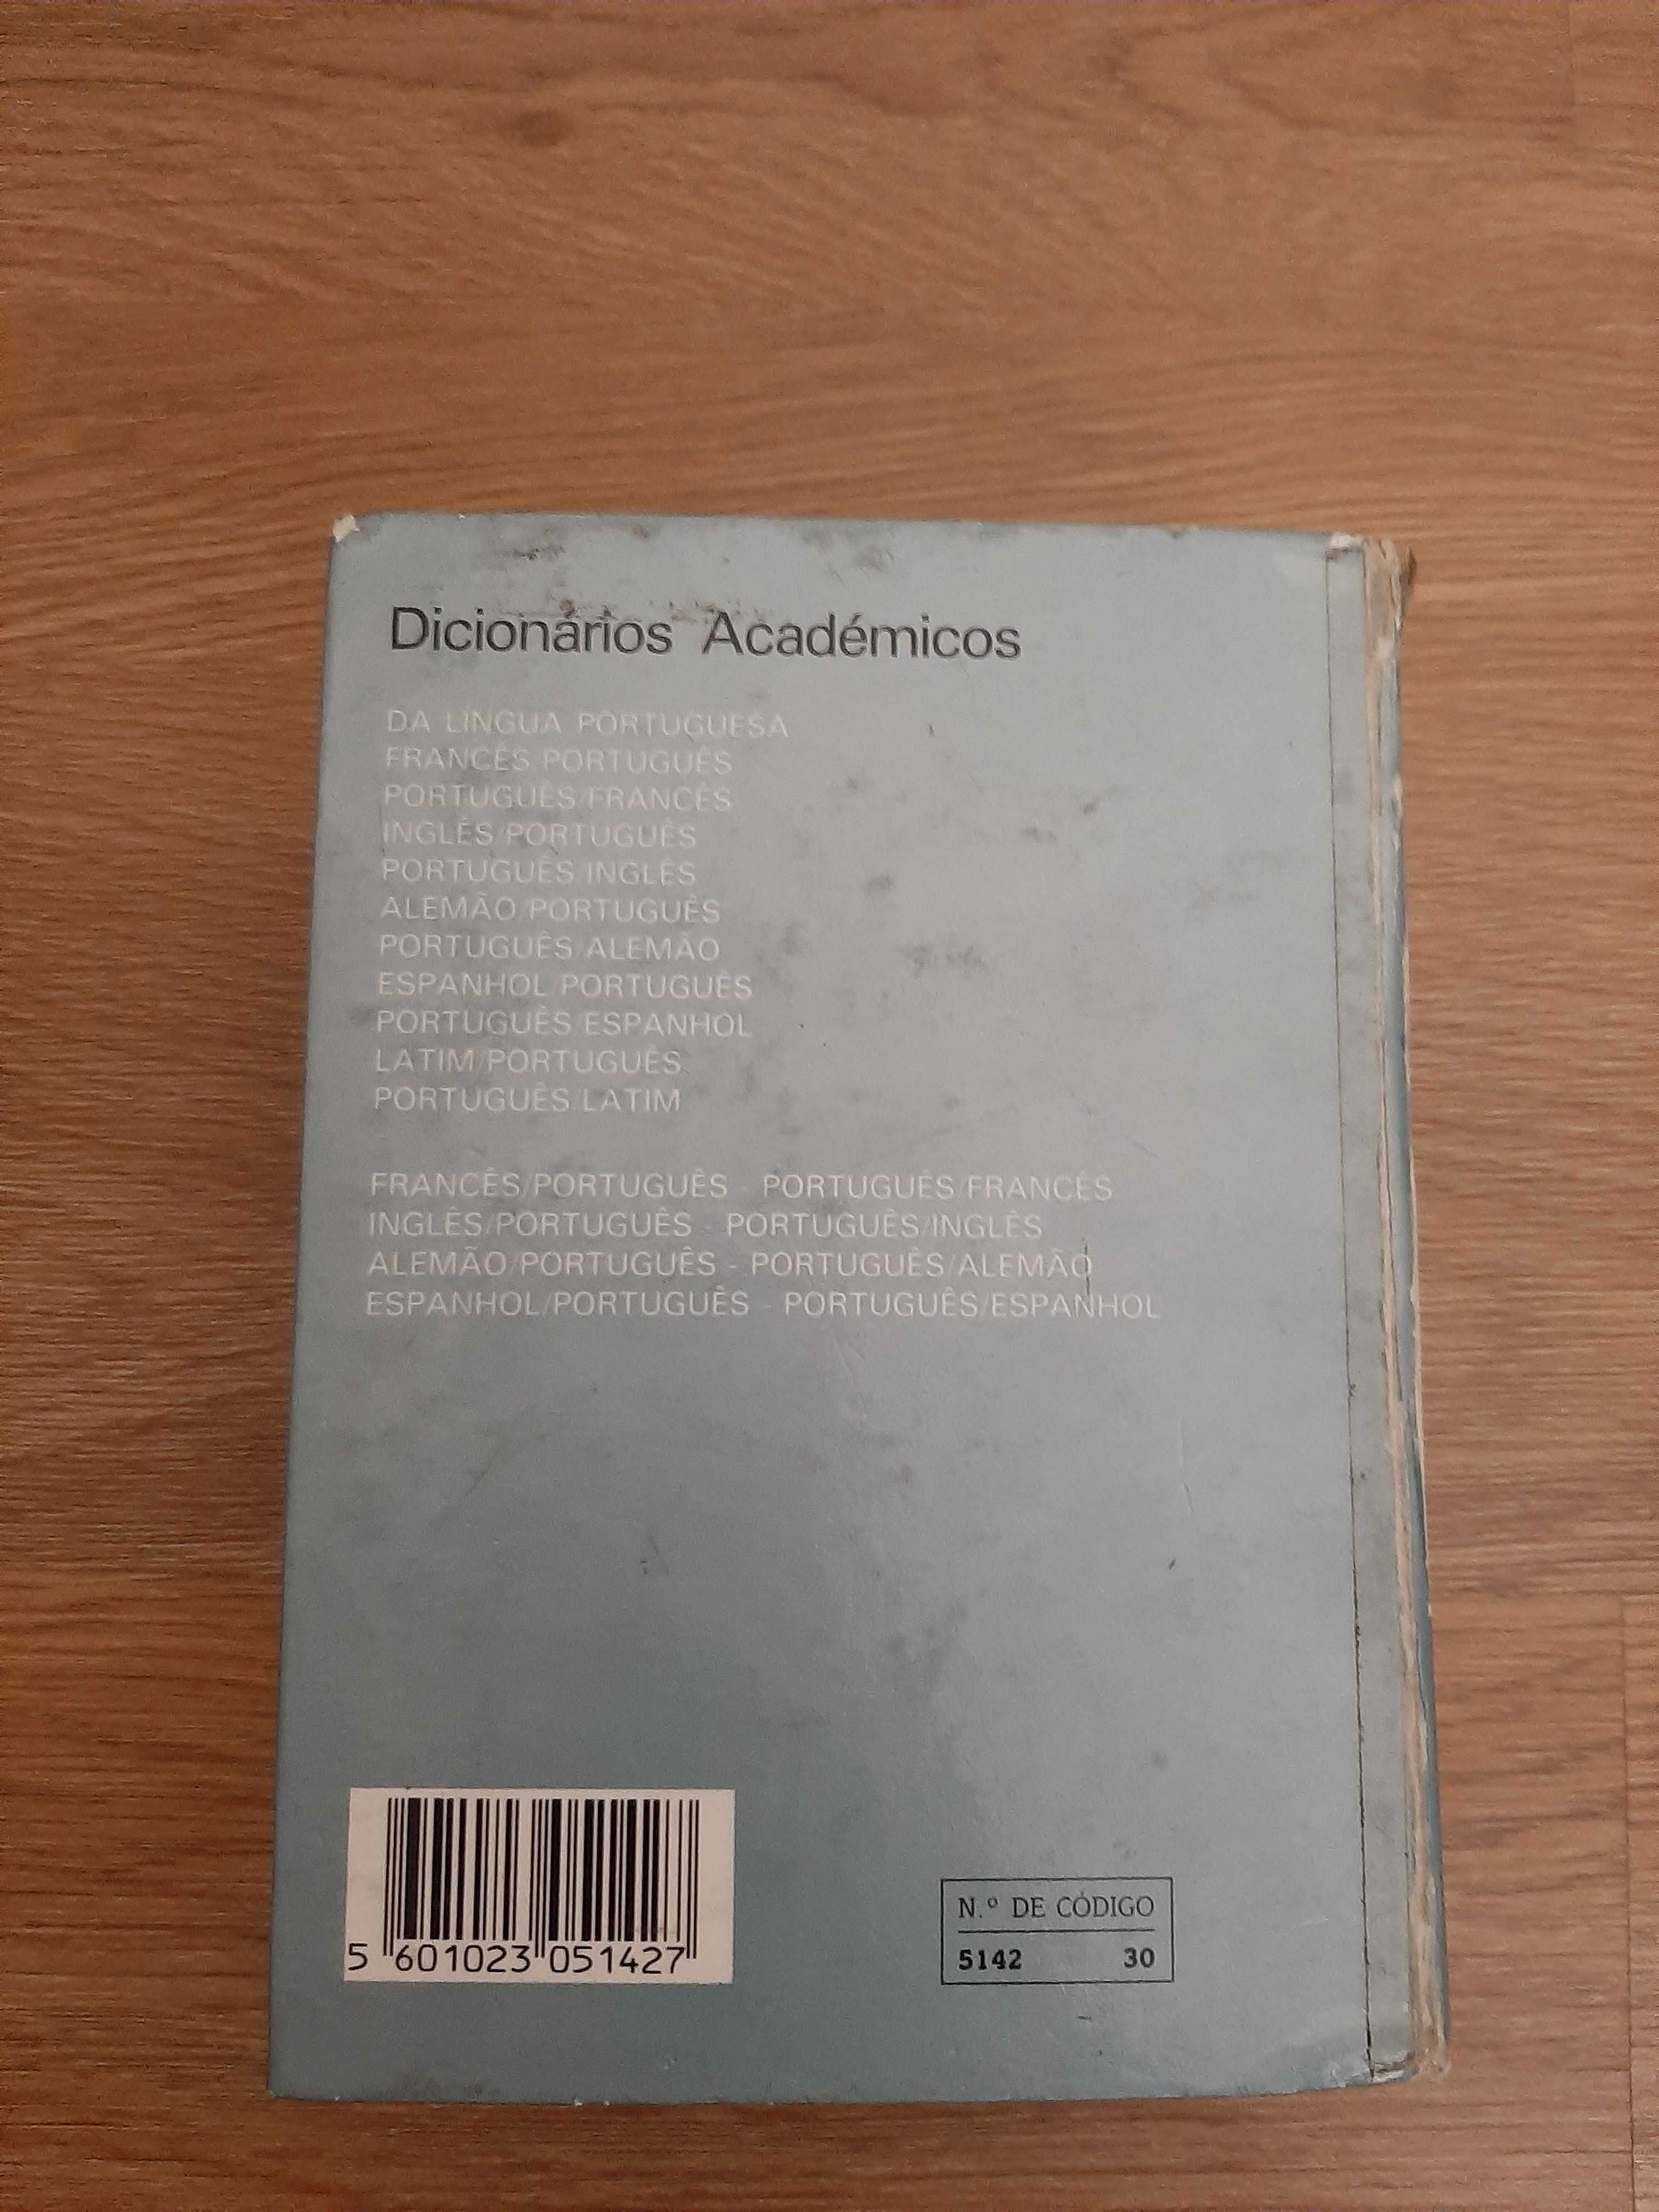 Dicionários Académicos
DA LÍNGUA PORTUGUESA
FRANCÊS/PORTUGUÊS
PORTUGUÊS/FRANCÊS
INGLÊS/PORTUGUÊS
PORTUGUÊS/INGLÊS
ALEMÃO/PORTUGUÊS
PORTUGUÊS/ALEMÃO
ESPANHOL/PORTUGUÊS
PORTUGUÊS/ESPANHOL
LATIM/PORTUGUÊS
PORTUGUÊS/LATIM
FRANCÊS/PORTUGUÊS - PORTUGUÊS/FRANCÊS
INGLÊS/PORTUGUÊS - PORTUGUÊS/INGLÊS
ALEMÃO/PORTUGUÊS - PORTUGUÊS/ALEMÃO
ESPANHOL/PORTUGUÊS - PORTUGUÊS/ESPANHOL
5 601023 051427
N.º DE CÓDIGO
5142 30